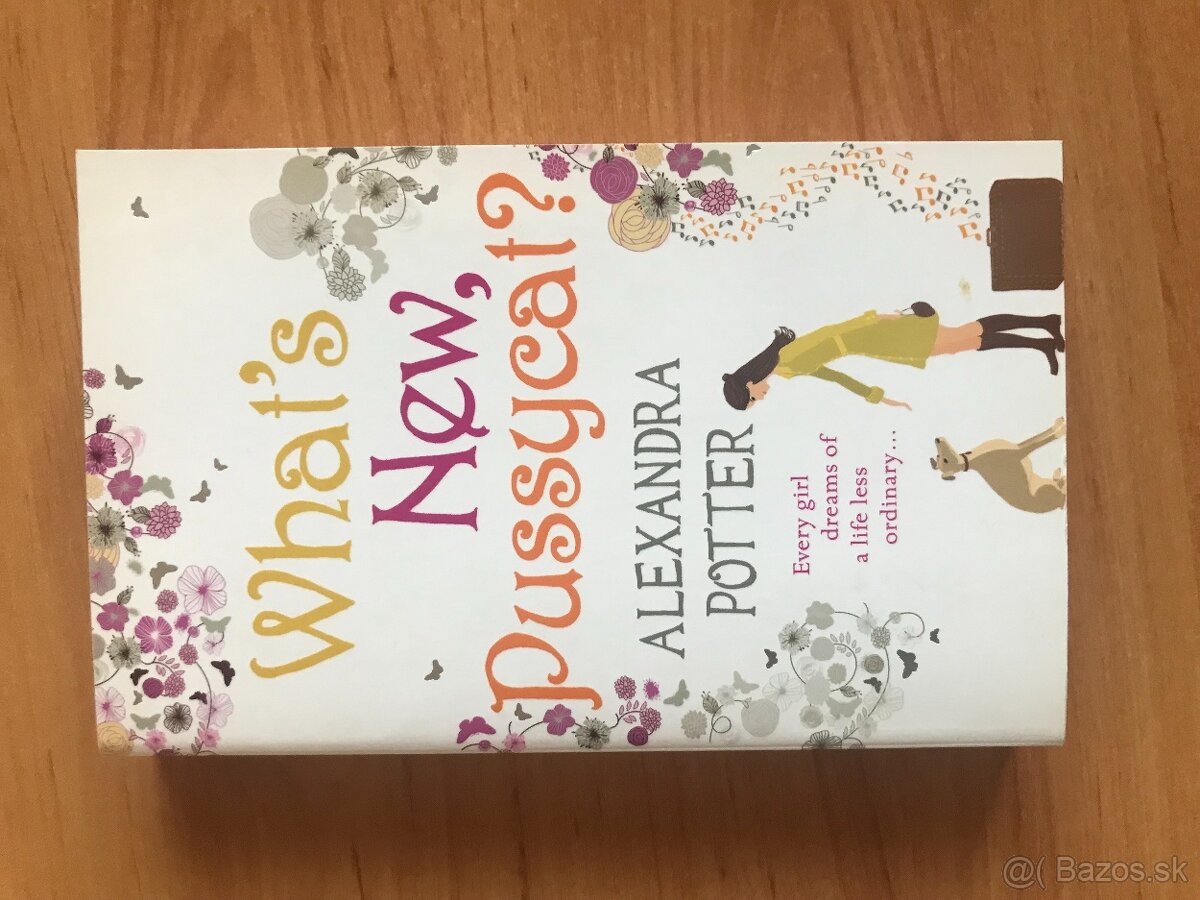 What's
New,
Pussycat?
ALEXANDRA
POTTER
Every girl
dreams of
a life less
ordinary...
@( Bazos.sk